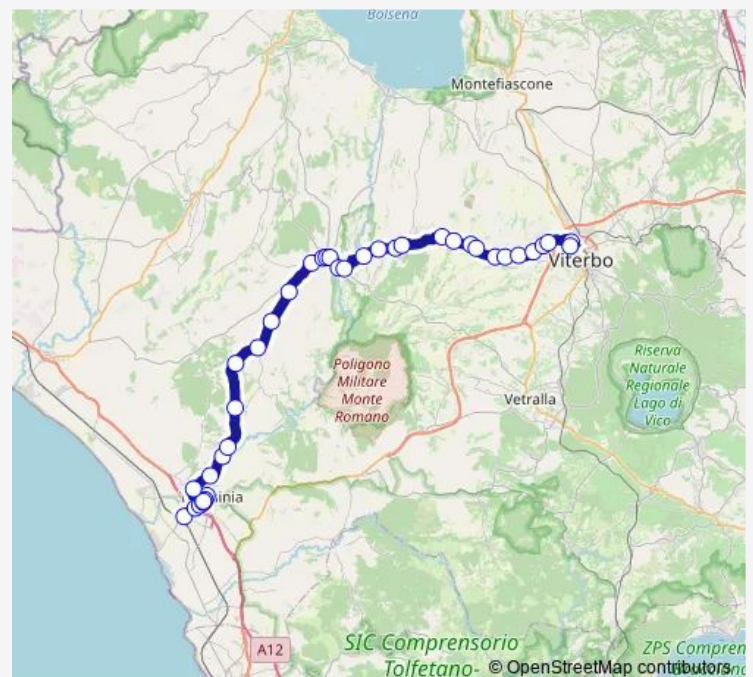 Bolsena
Montefiascone
Viterbo
Poligono
Militare
Monte
Romano
Riserva
Naturale
Regionale
Lago di
Vico
Vetralla
inia
A12
SIC Comprensorio
Tolfetano-
ZPS Compren
© OpenStreetMap contributors